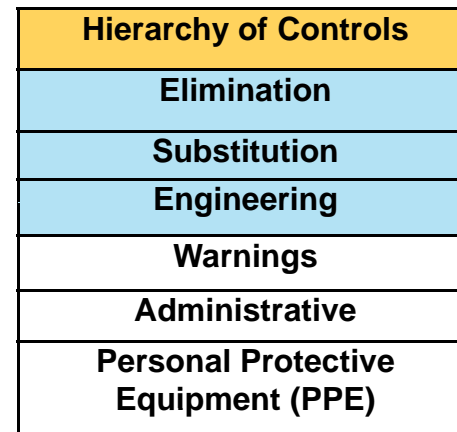 Hierarchy of Controls
Elimination
Substitution
Engineering
Warnings
Administrative
Personal Protective
Equipment (PPE)